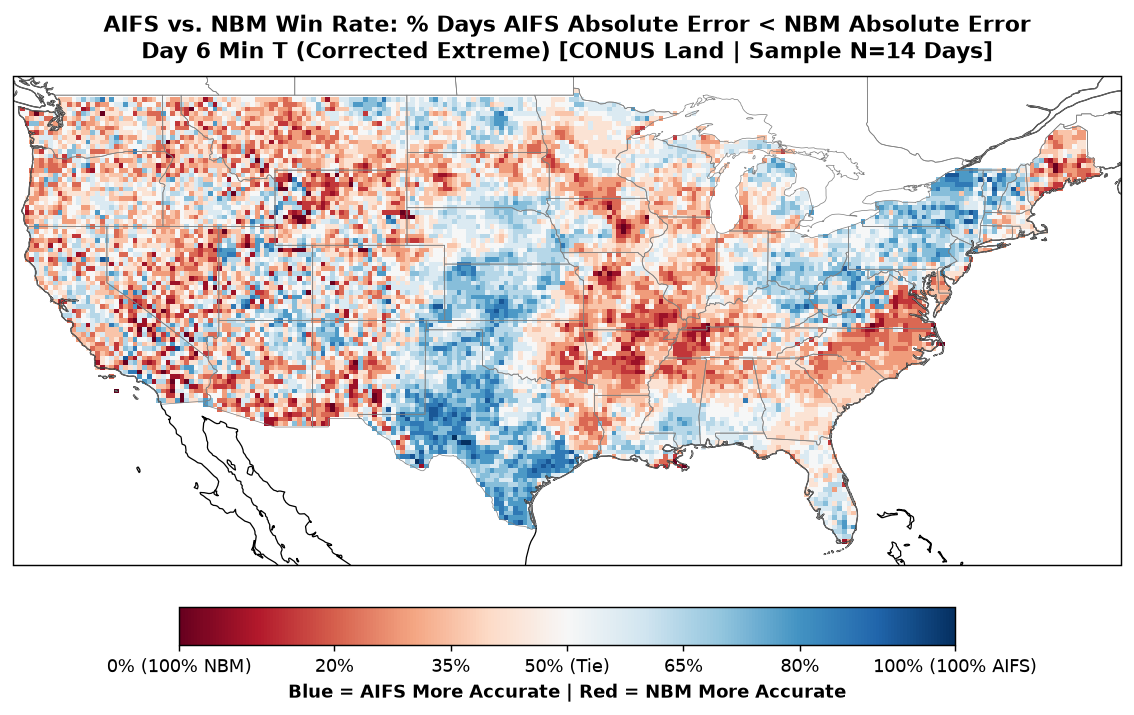 AIFS vs. NBM Win Rate: % Days AIFS Absolute Error < NBM Absolute Error
Day 6 Min T (Corrected Extreme) [CONUS Land | Sample N=14 Days]
0% (100% NBM) 20% 35% 50% (Tie) 65% 80% 100% (100% AIFS)
Blue = AIFS More Accurate | Red = NBM More Accurate